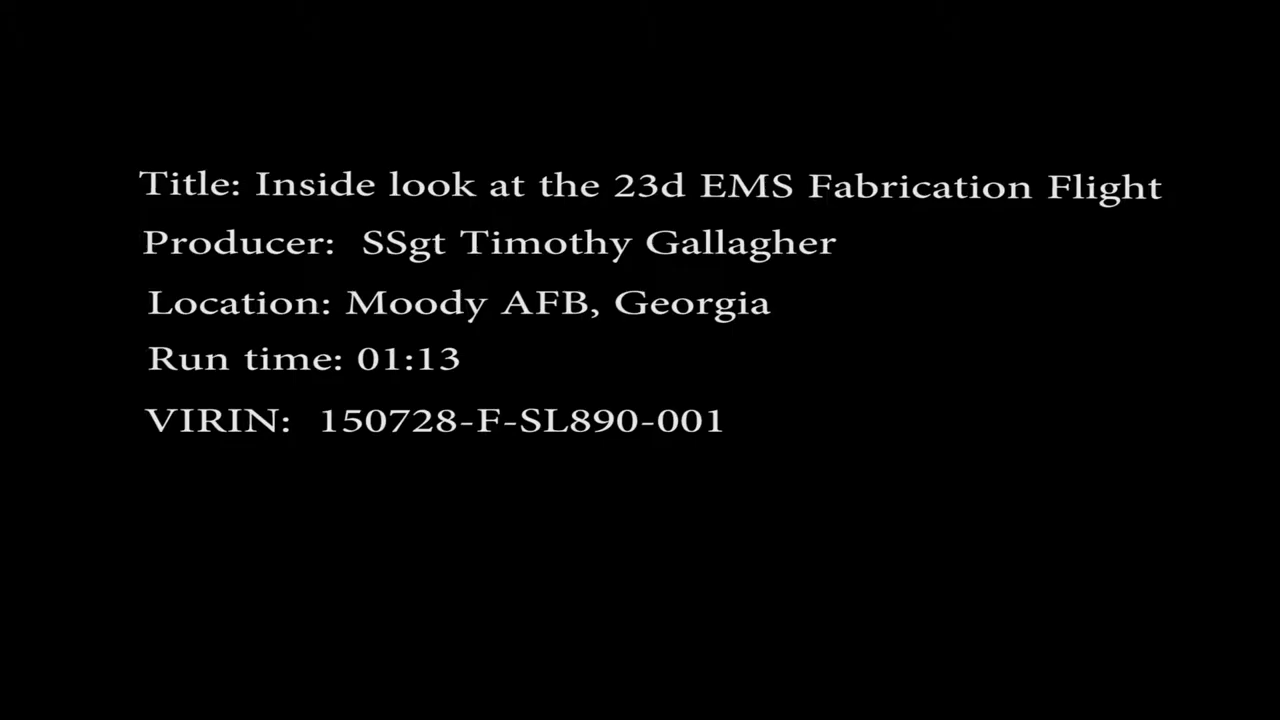 Title: Inside look at the 23d EMS Fabrication Flight
Producer: SSgt Timothy Gallagher
Location: Moody AFB, Georgia
Run time: 01:13
VIRIN: 150728-F-SL890-001